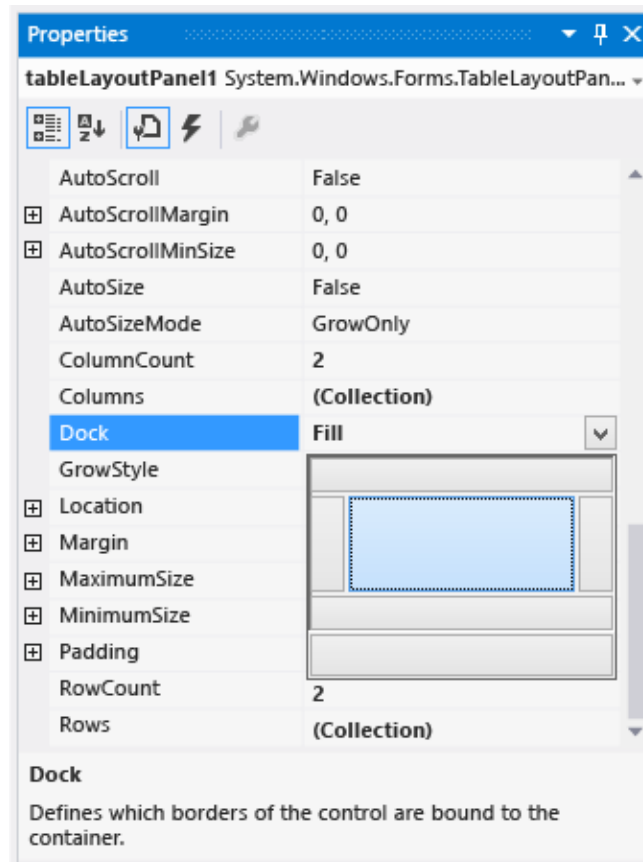 Properties
tableLayoutPanel1 System.Windows.Forms.TableLayoutPan...
AutoScroll False
AutoScrollMargin 0, 0
AutoScrollMinSize 0, 0
AutoSize False
AutoSizeMode GrowOnly
ColumnCount 2
Columns (Collection)
Dock Fill
GrowStyle
Location
Margin
MaximumSize
MinimumSize
Padding
RowCount 2
Rows (Collection)
Dock
Defines which borders of the control are bound to the
container.